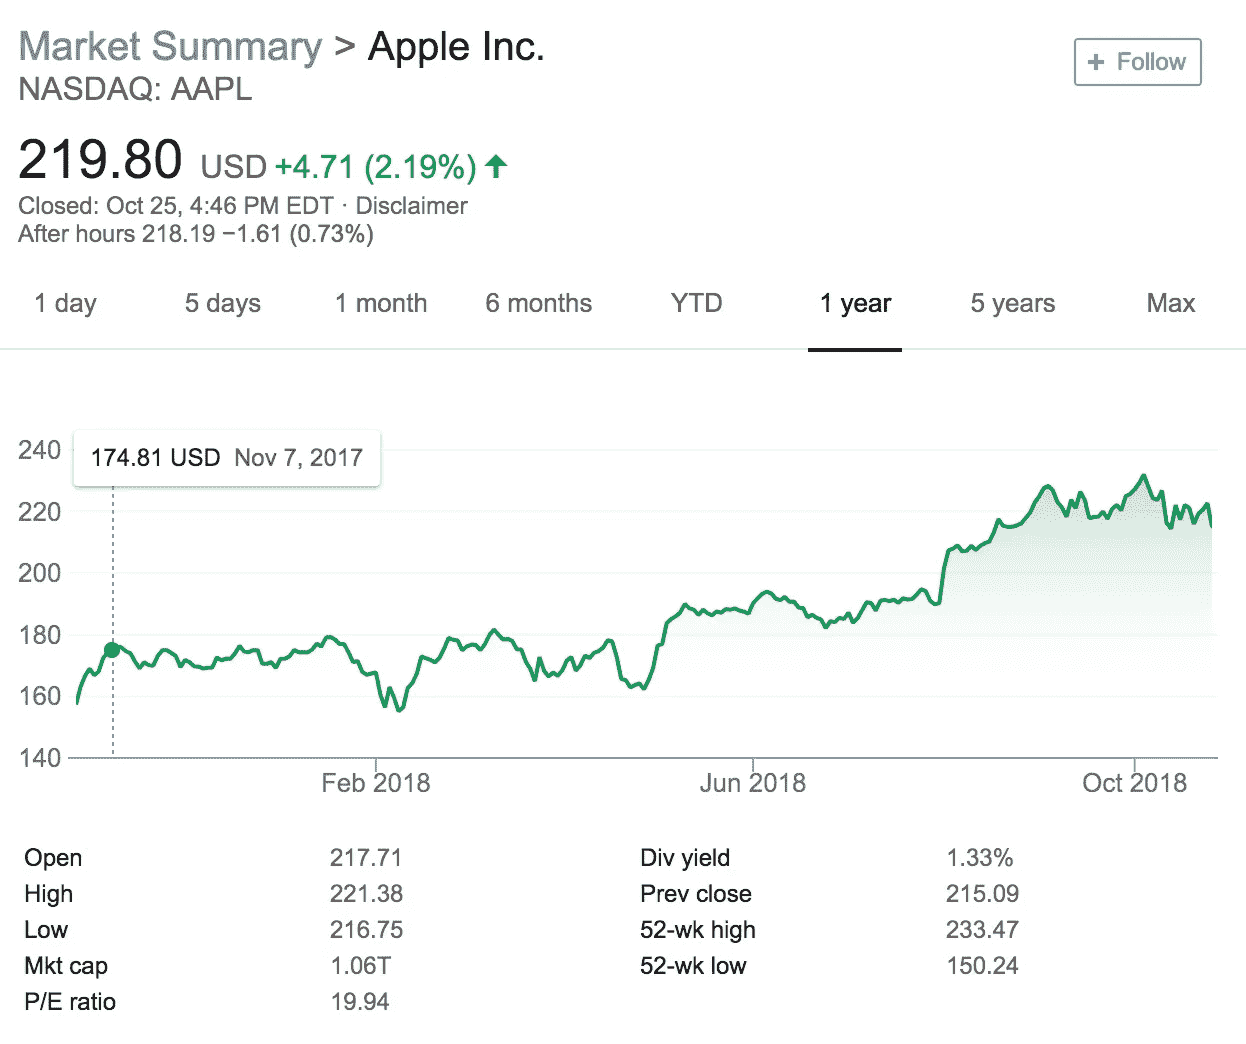 Market Summary > Apple Inc.
NASDAQ: AAPL
+ Follow
219.80 USD +4.71 (2.19%)
Closed: Oct 25, 4:46 PM EDT · Disclaimer
After hours 218.19 −1.61 (0.73%)
1 day 5 days 1 month 6 months YTD 1 year 5 years Max
174.81 USD Nov 7, 2017
240
220
200
180
160
140
Feb 2018 Jun 2018 Oct 2018
Open 217.71 Div yield 1.33%
High 221.38 Prev close 215.09
Low 216.75 52-wk high 233.47
Mkt cap 1.06T 52-wk low 150.24
P/E ratio 19.94